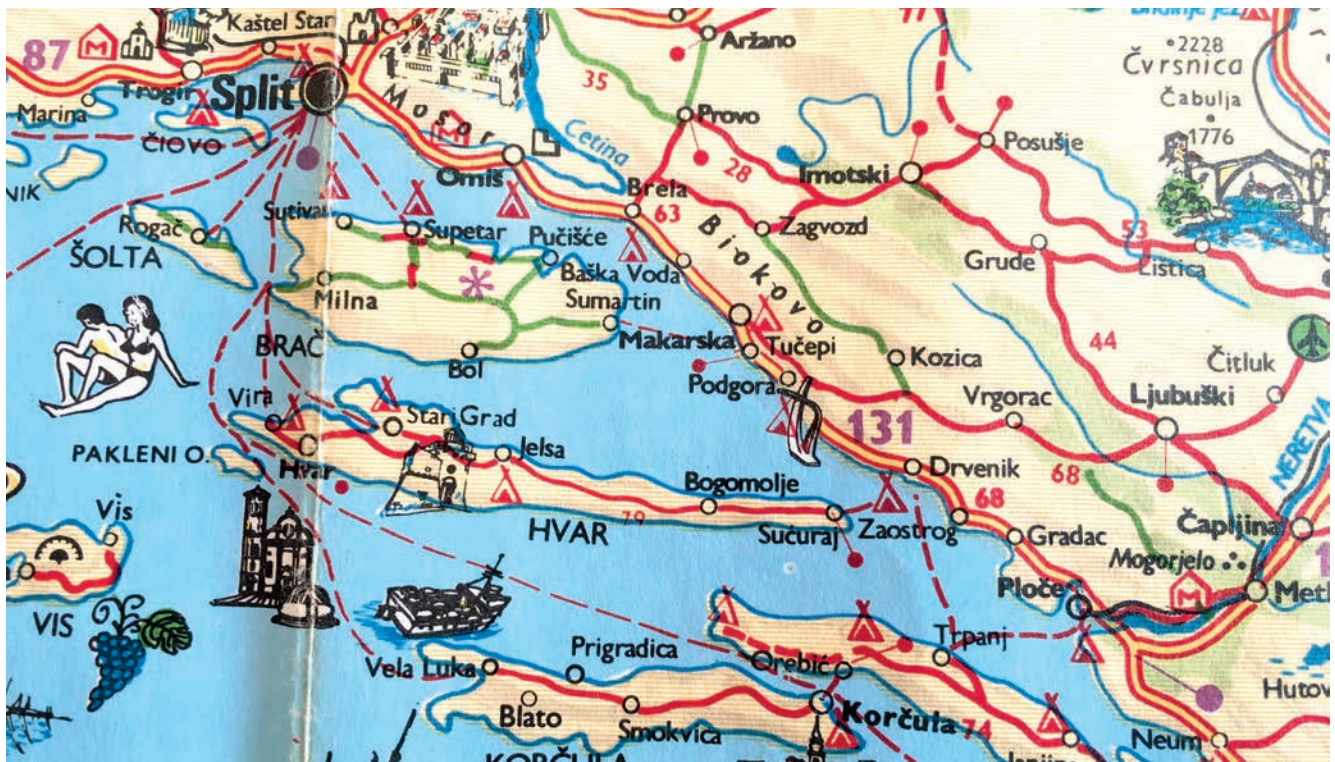 87
Kaštel Star
Aržano
Trogir
Split
Marina
ČIOVO
Mosor
35
Cetina
Provo
•2228
Čvrsnica
Čabulja
1776
Posušje
NIK
Omiš
28
Imotski
Brela
63
Zagvozd
Biokovo
Grude
53
Lištica
Rogač
ŠOLTA
Sutivan
Supetar
Pučišće
Baška Voda
Milna
Sumartin
BRAČ
Bol
Makarska
Tučepi
Podgora
Kozica
44
Čitluk
Ljubuški
Vrgorac
131
Vira
Stari Grad
PAKLENI O.
Hvar
Jelsa
Bogomolje
Drvenik
68
68
NERETVA
Vis
79
HVAR
Sućuraj
Zaostrog
Gradac
Čapljina
Mogorjelo
Ploče
Metk
VIS
Vela Luka
Prigradica
Orebić
Trpanj
Blato
Smokvica
Korčula
74
Hutov
Neum
KORČULA